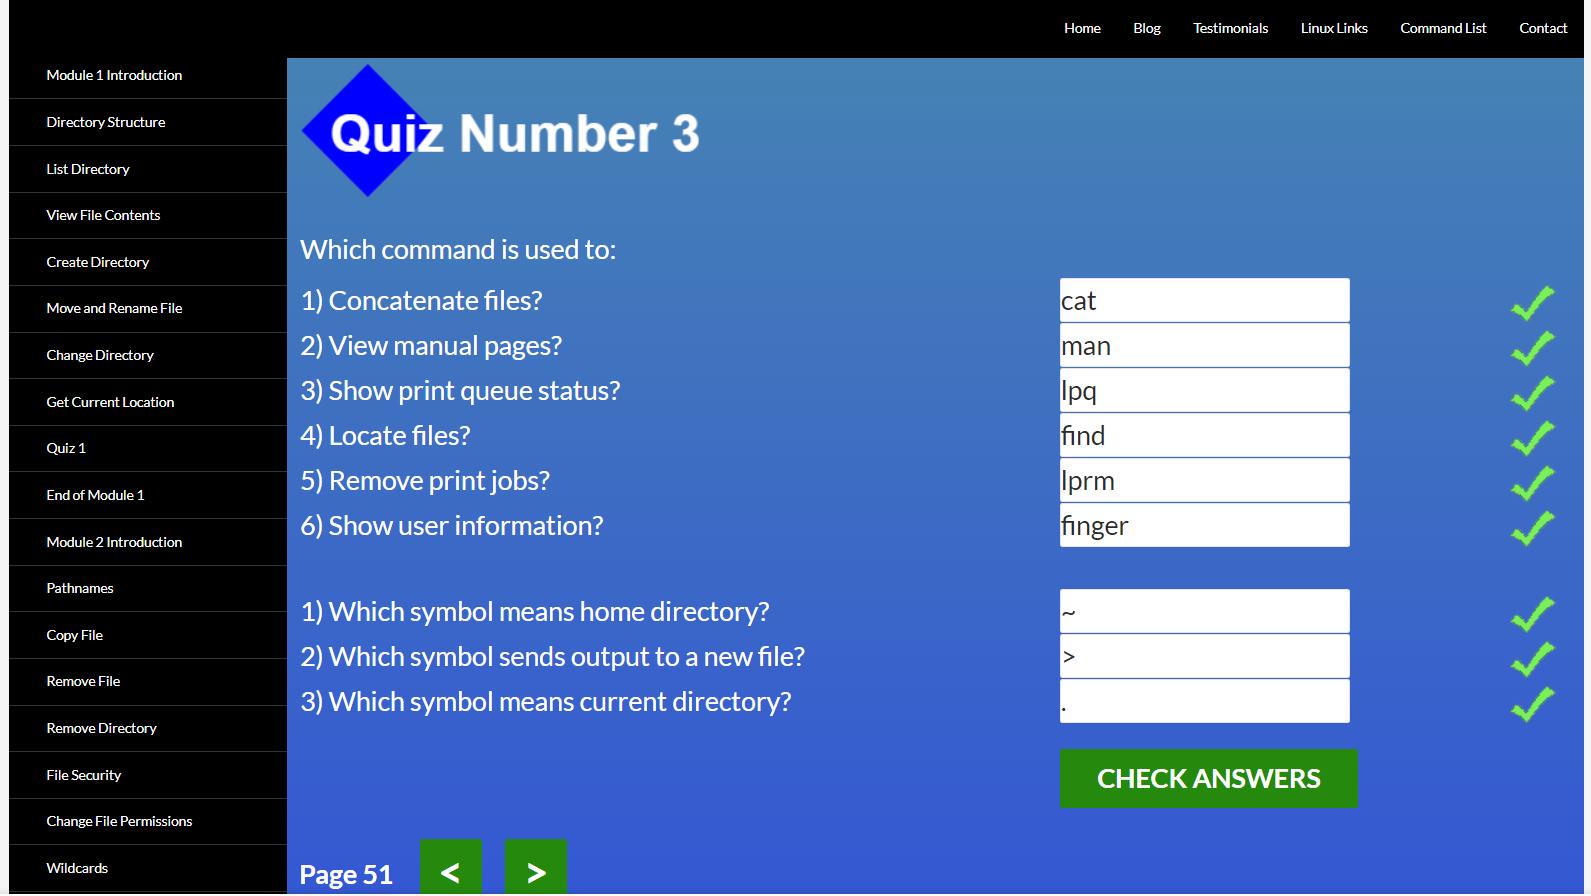 Home Blog Testimonials Linux Links Command List Contact
Module 1 Introduction
Directory Structure
List Directory
View File Contents
Create Directory
Move and Rename File
Change Directory
Get Current Location
Quiz 1
End of Module 1
Module 2 Introduction
Pathnames
Copy File
Remove File
Remove Directory
File Security
Change File Permissions
Wildcards
Quiz Number 3
Which command is used to:
1) Concatenate files? cat
2) View manual pages? man
3) Show print queue status? lpq
4) Locate files? find
5) Remove print jobs? lprm
6) Show user information? finger
1) Which symbol means home directory? ~
2) Which symbol sends output to a new file? >
3) Which symbol means current directory? .
CHECK ANSWERS
Page 51 < >